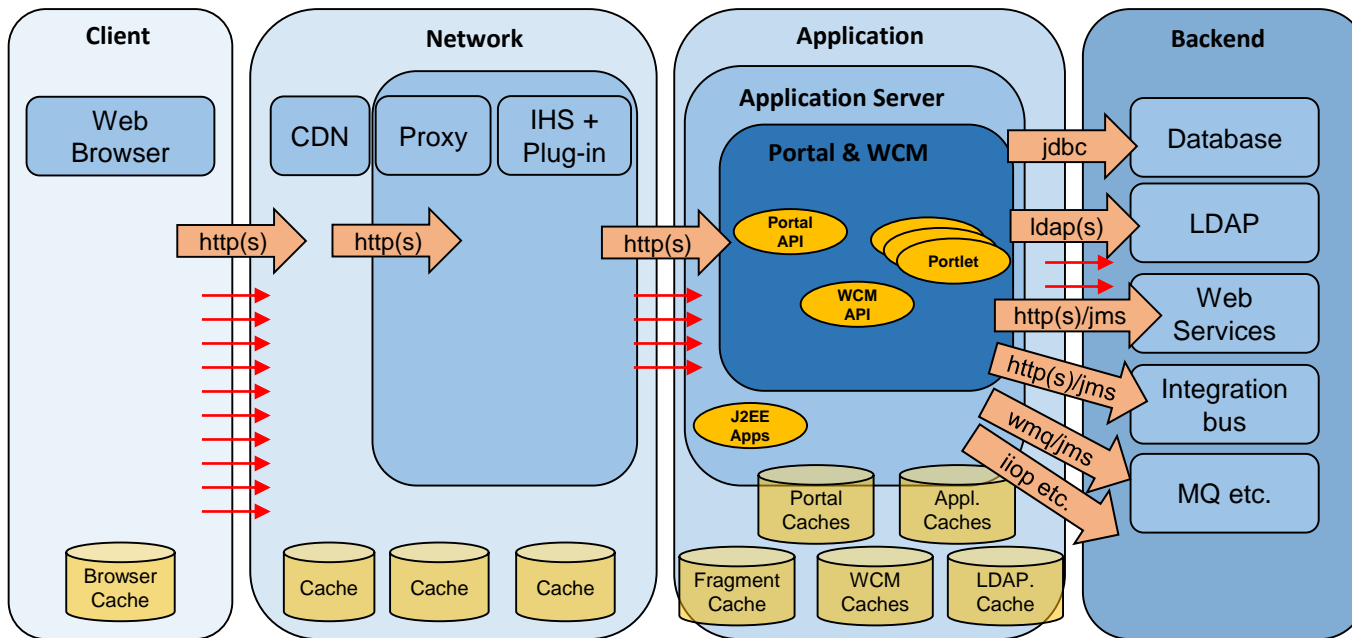 Client
Network
Application
Backend
Web
Browser
CDN
Proxy
IHS +
Plug-in
Application Server
Portal & WCM
Portal
API
Portlet
WCM
API
J2EE
Apps
Database
LDAP
Web
Services
Integration
bus
MQ etc.
http(s)
http(s)
http(s)
jdbc
ldap(s)
http(s)/jms
http(s)/jms
wmq/jms
iiop etc.
Browser
Cache
Cache
Cache
Cache
Portal
Caches
Appl.
Caches
Fragment
Cache
WCM
Caches
LDAP.
Cache